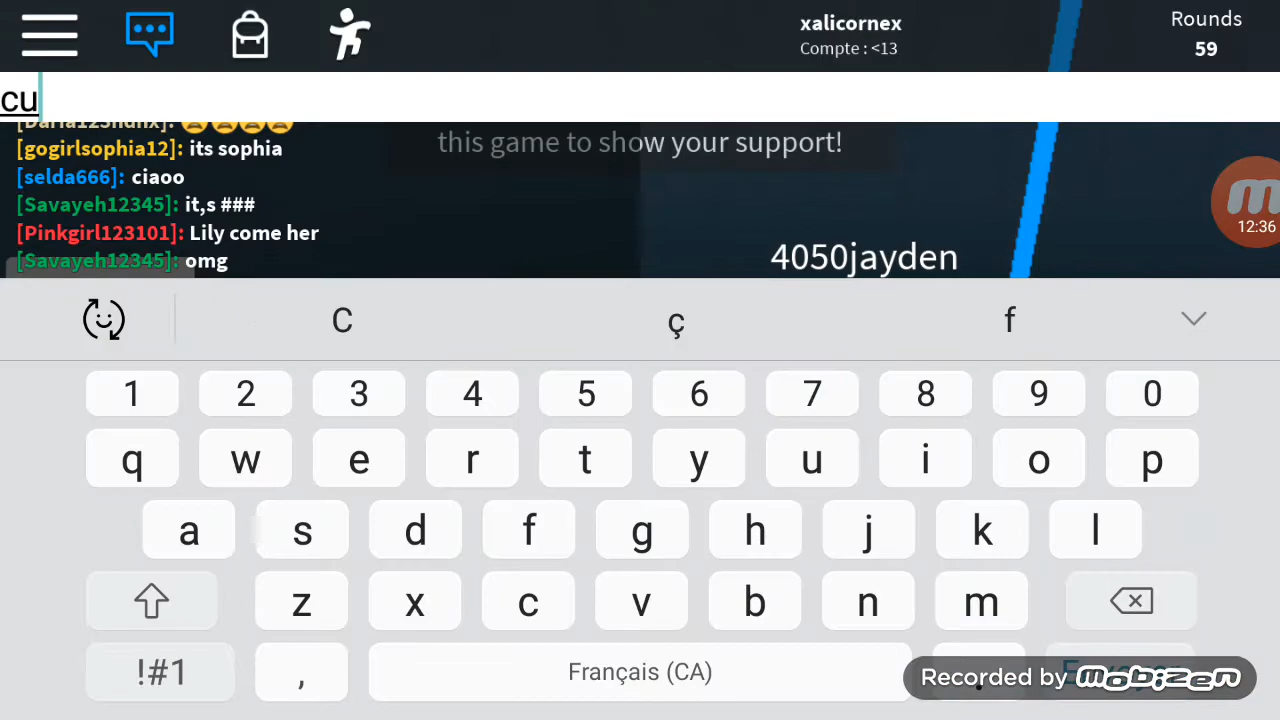 xalicornex
Compte : <13
Rounds
59
cu
[Daria123hdhx]:
this game to show your support!
[gogirlsophia12]: its sophia
[selda666]: ciaoo
[Savayeh12345]: it,s ###
[Pinkgirl123101]: Lily come her
[Savayeh12345]: omg
4050jayden
12:36
C ç f
1 2 3 4 5 6 7 8 9 0
q w e r t y u i o p
a s d f g h j k l
z x c v b n m
!#1 , Français (CA)
Recorded by mobizen